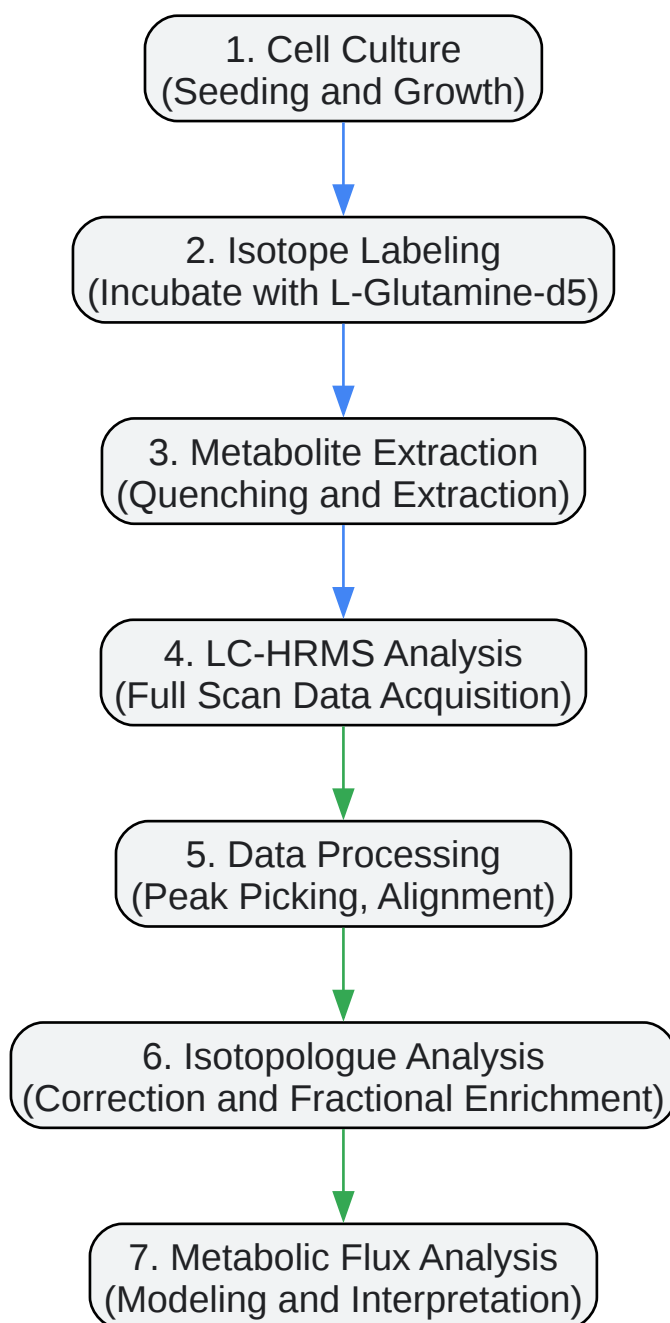 1. Cell Culture
(Seeding and Growth)
2. Isotope Labeling
(Incubate with L-Glutamine-d5)
3. Metabolite Extraction
(Quenching and Extraction)
4. LC-HRMS Analysis
(Full Scan Data Acquisition)
5. Data Processing
(Peak Picking, Alignment)
6. Isotopologue Analysis
(Correction and Fractional Enrichment)
7. Metabolic Flux Analysis
(Modeling and Interpretation)